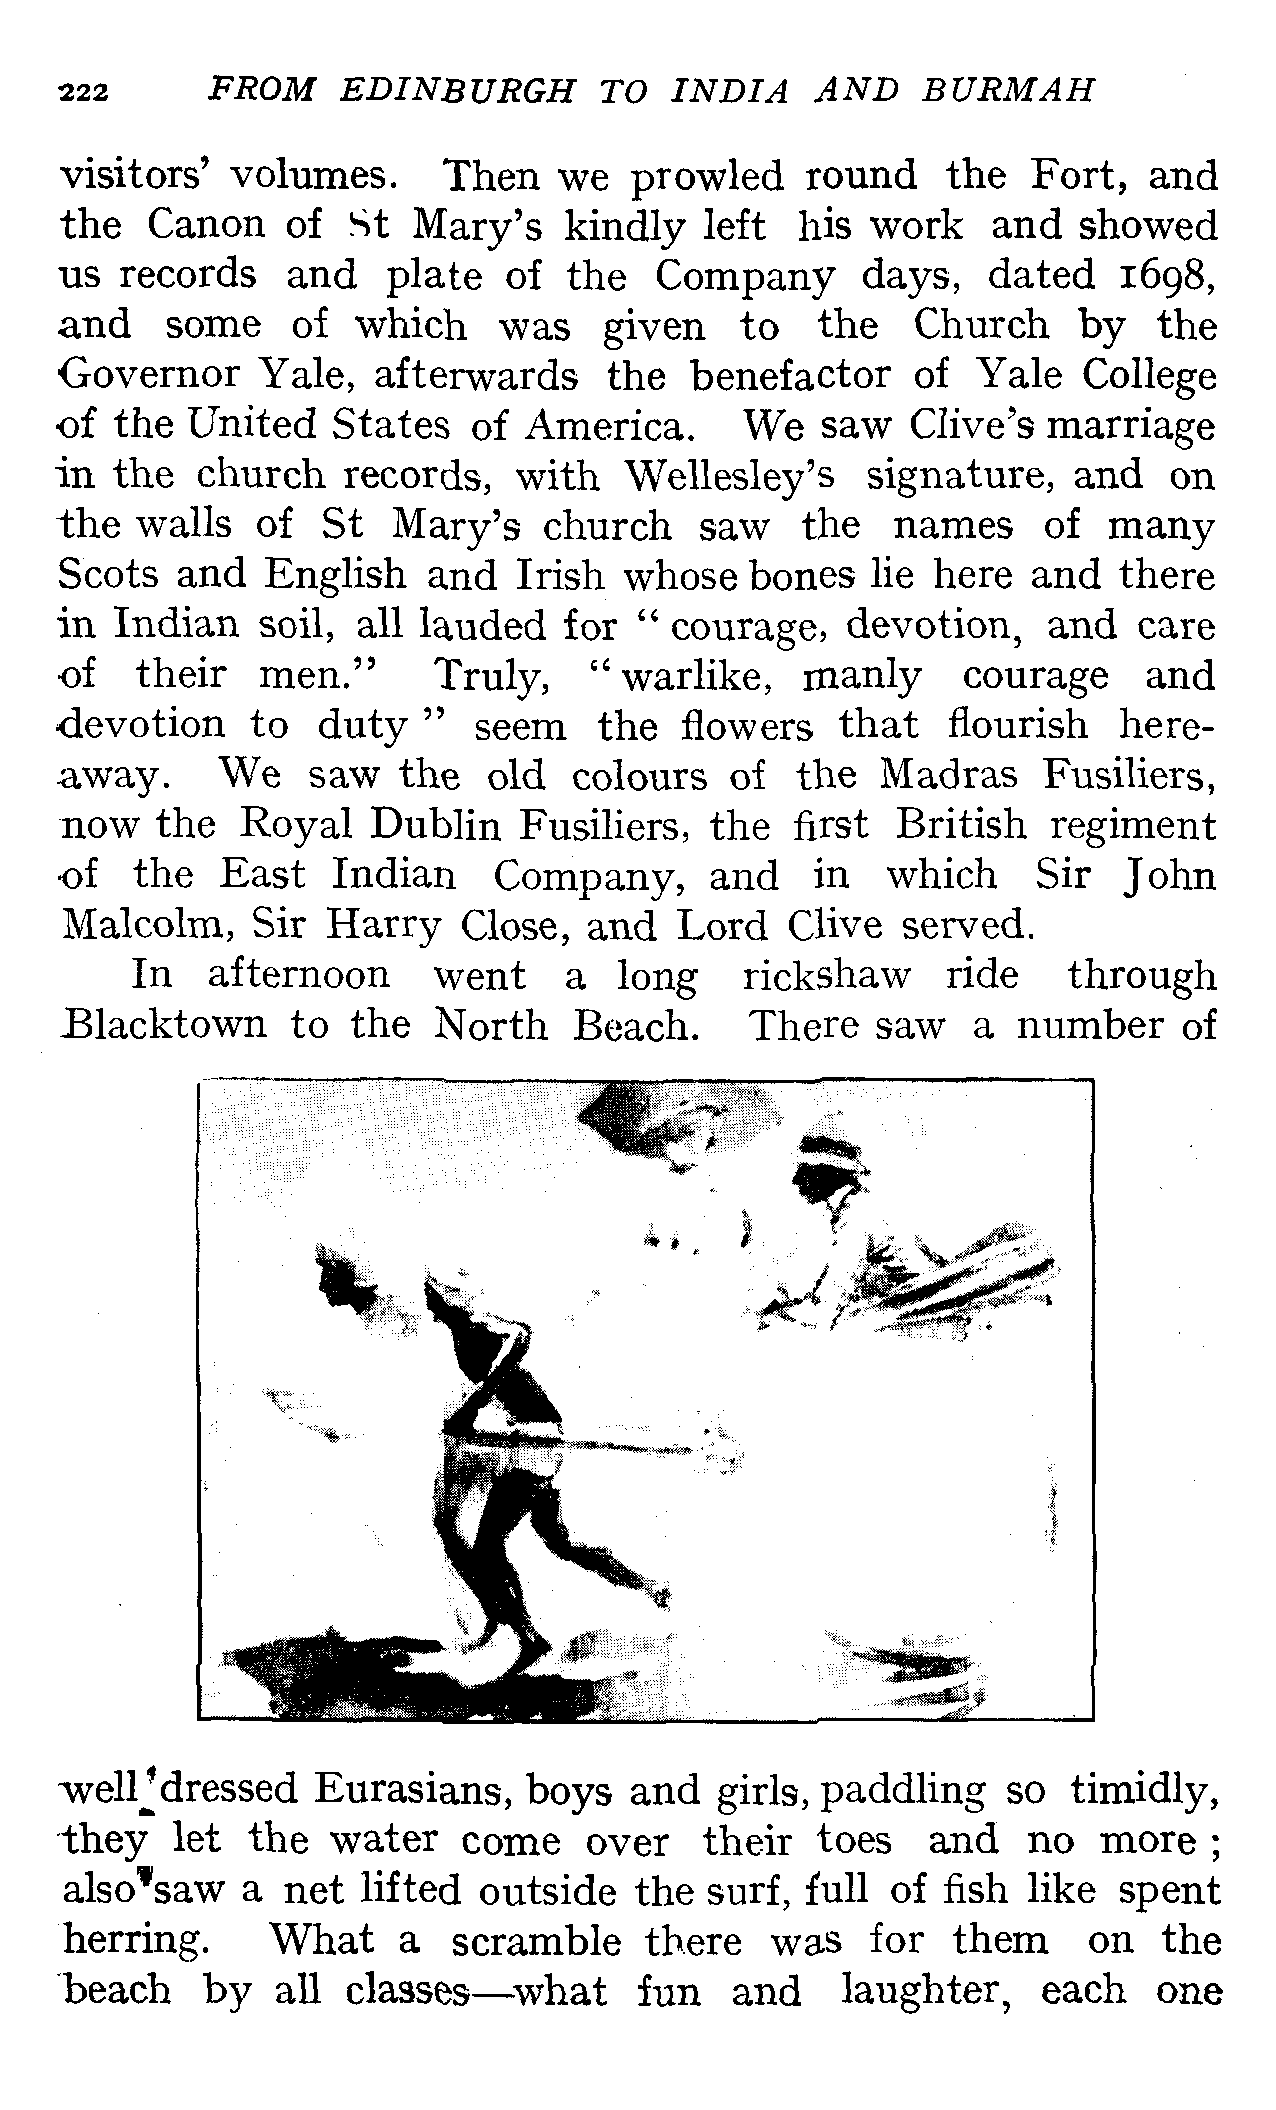 222 FROM EDINBURGH TO INDIA AND BURMAH
visitors' volumes. Then we prowled round the Fort, and
the Canon of St Mary's kindly left his work and showed
us records and plate of the Company days, dated 1698,
and some of which was given to the Church by the
Governor Yale, afterwards the benefactor of Yale College
of the United States of America. We saw Clive's marriage
in the church records, with Wellesley's signature, and on
the walls of St Mary's church saw the names of many
Scots and English and Irish whose bones lie here and there
in Indian soil, all lauded for " courage, devotion, and care
of their men." Truly, " warlike, manly courage and
devotion to duty " seem the flowers that flourish here-
away. We saw the old colours of the Madras Fusiliers,
now the Royal Dublin Fusiliers, the first British regiment
of the East Indian Company, and in which Sir John
Malcolm, Sir Harry Close, and Lord Clive served.
In afternoon went a long rickshaw ride through
Blacktown to the North Beach. There saw a number of
well dressed Eurasians, boys and girls, paddling so timidly,
they let the water come over their toes and no more ;
also saw a net lifted outside the surf, full of fish like spent
herring. What a scramble there was for them on the
beach by all classes—what fun and laughter, each one